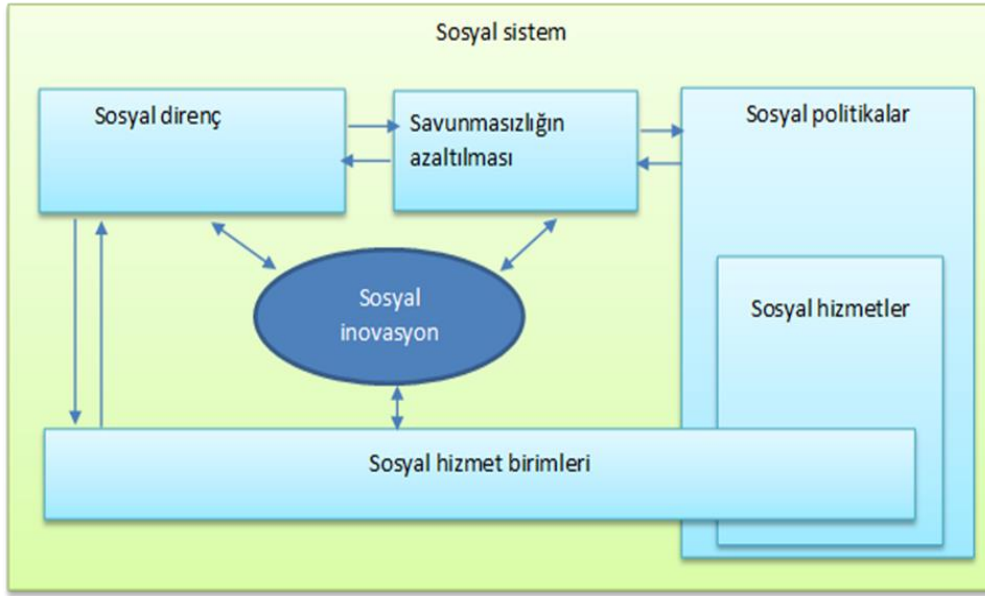 Sosyal sistem
Sosyal direnç
Savunmasızlığın
azaltılması
Sosyal politikalar
Sosyal
inovasyon
Sosyal hizmetler
Sosyal hizmet birimleri